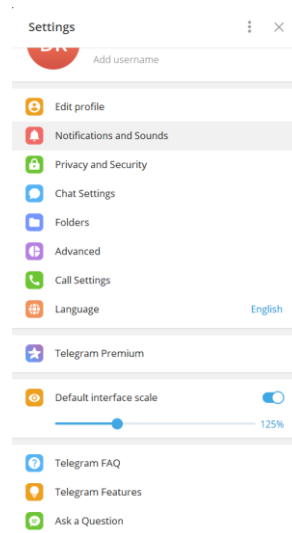 Settings
Add username
Edit profile
Notifications and Sounds
Privacy and Security
Chat Settings
Folders
Advanced
Call Settings
Language English
Telegram Premium
Default interface scale
125%
Telegram FAQ
Telegram Features
Ask a Question